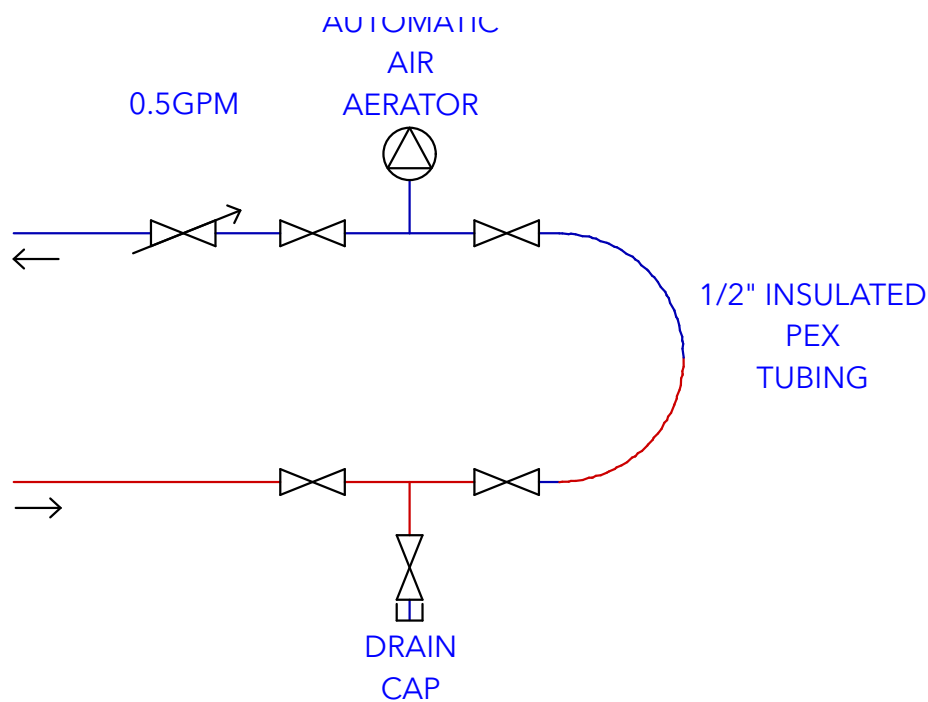 AUTOMATIC
AIR
AERATOR
0.5GPM
1/2" INSULATED
PEX
TUBING
DRAIN
CAP